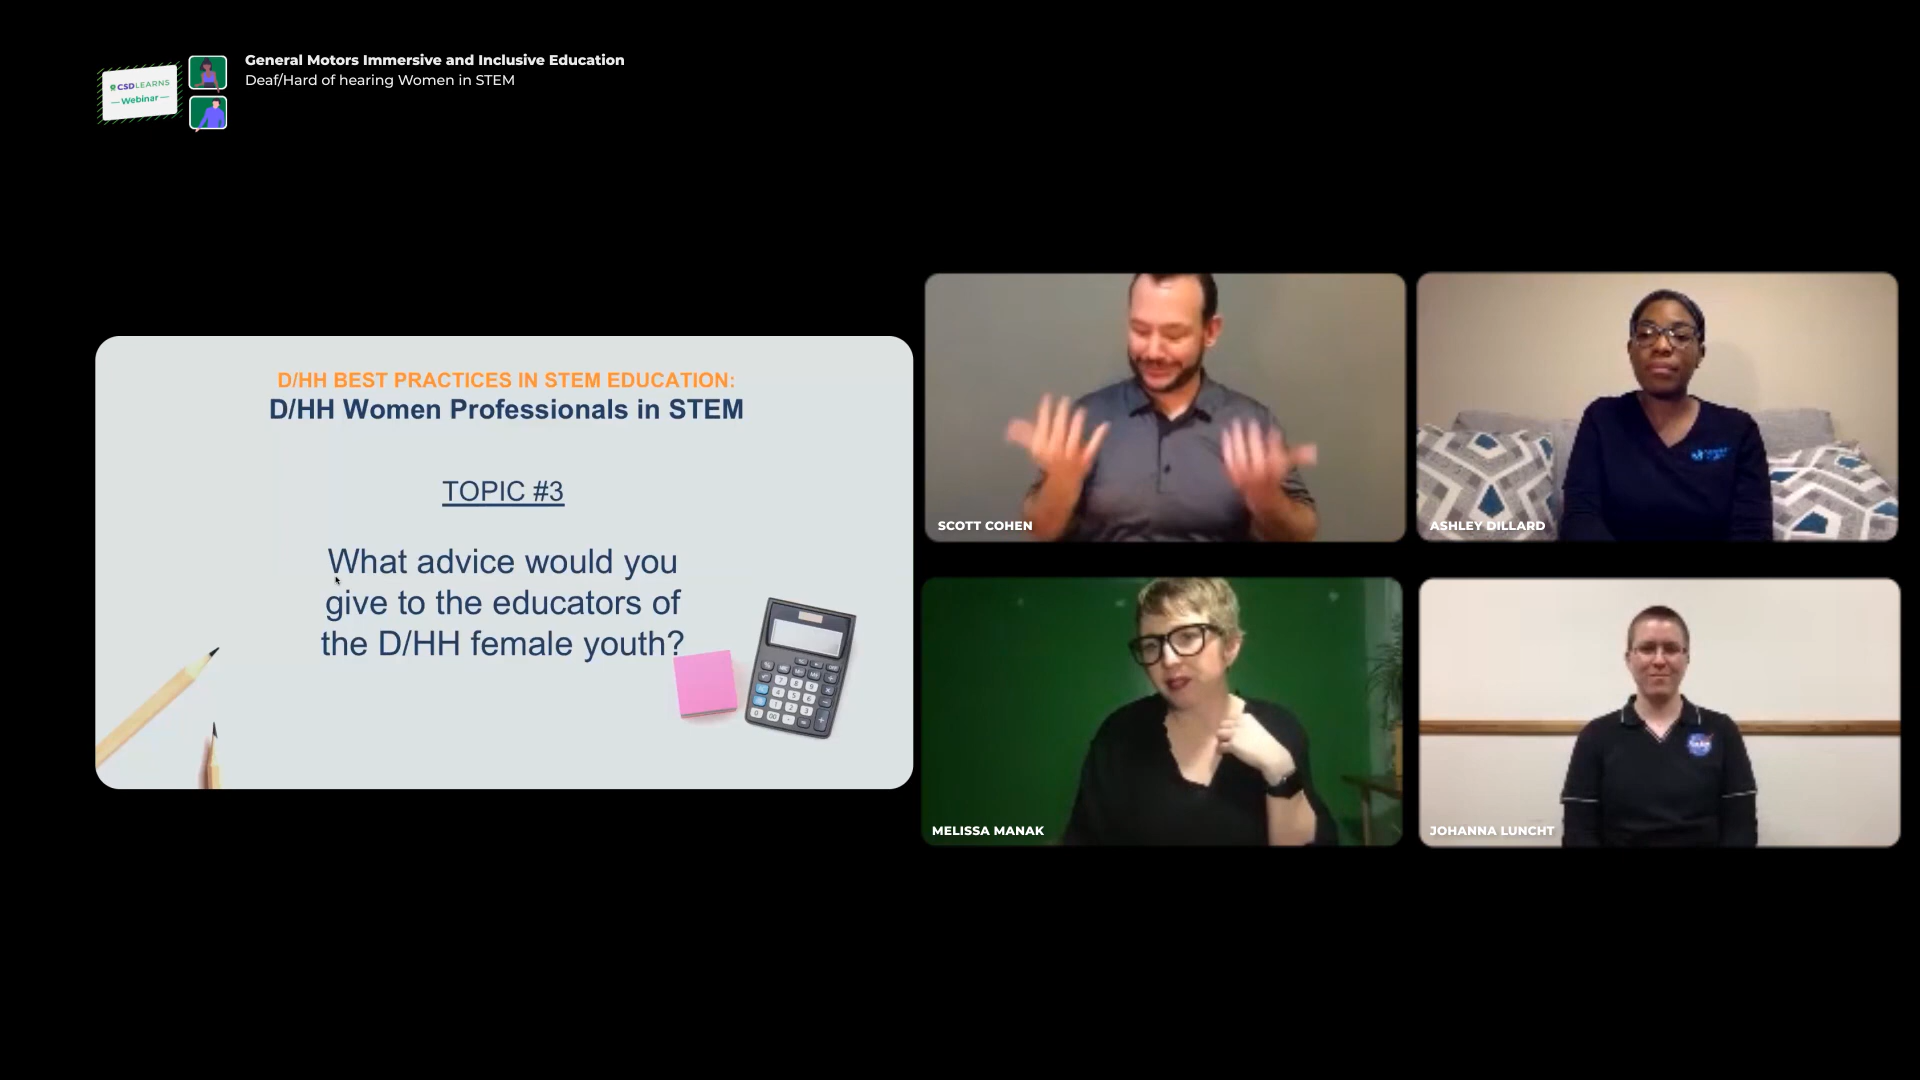 CSDLEARNS
— Webinar —
General Motors Immersive and Inclusive Education
Deaf/Hard of hearing Women in STEM
D/HH BEST PRACTICES IN STEM EDUCATION:
D/HH Women Professionals in STEM
TOPIC #3
What advice would you
give to the educators of
the D/HH female youth?
SCOTT COHEN
ASHLEY DILLARD
MELISSA MANAK
JOHANNA LUNCHT